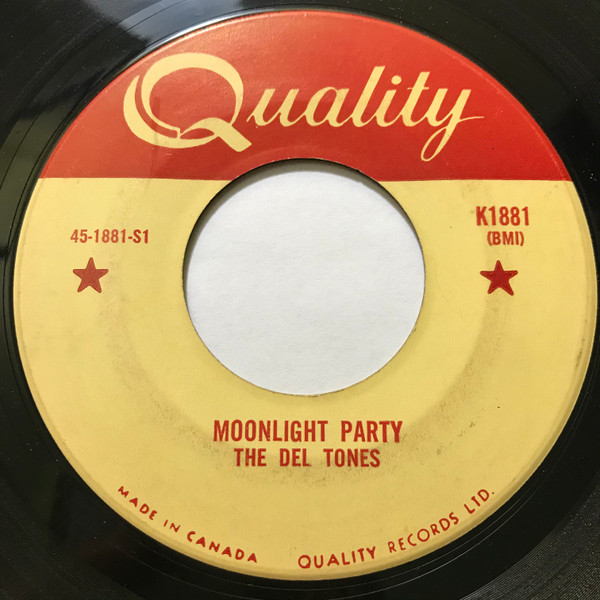 Quality
45-1881-S1
K1881
(BMI)
MOONLIGHT PARTY
THE DEL TONES
MADE IN CANADA
QUALITY RECORDS LTD.